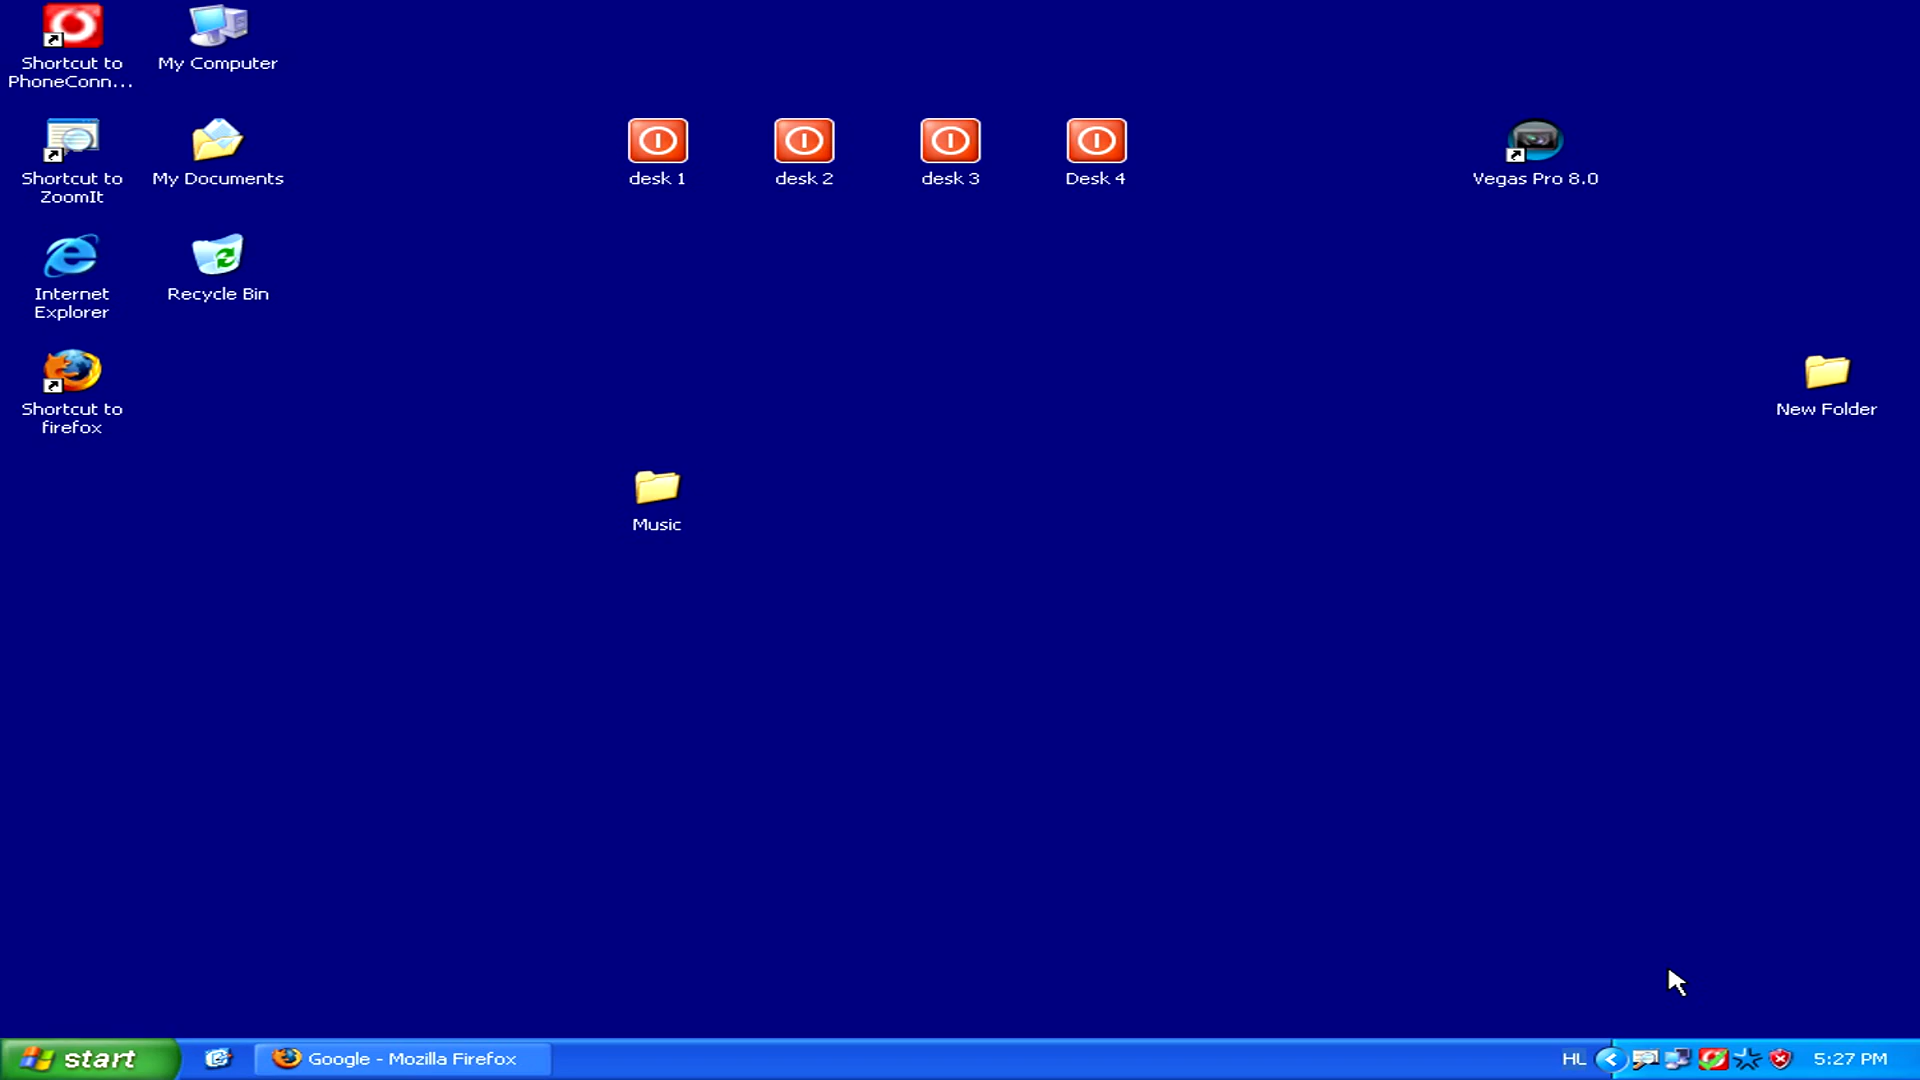 Shortcut to
PhoneConn...
My Computer
Shortcut to
ZoomIt
My Documents
desk 1
desk 2
desk 3
Desk 4
Vegas Pro 8.0
Internet
Explorer
Recycle Bin
Shortcut to
firefox
New Folder
Music
start
Google - Mozilla Firefox
HL
5:27 PM